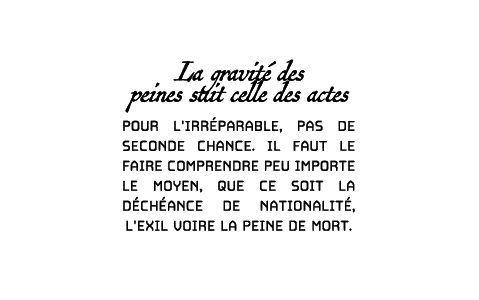 La gravité des
peines suit celle des actes
POUR L'IRRÉPARABLE, PAS DE
SECONDE CHANCE. IL FAUT LE
FAIRE COMPRENDRE PEU IMPORTE
LE MOYEN, QUE CE SOIT LA
DÉCHÉANCE DE NATIONALITÉ,
L'EXIL VOIRE LA PEINE DE MORT.